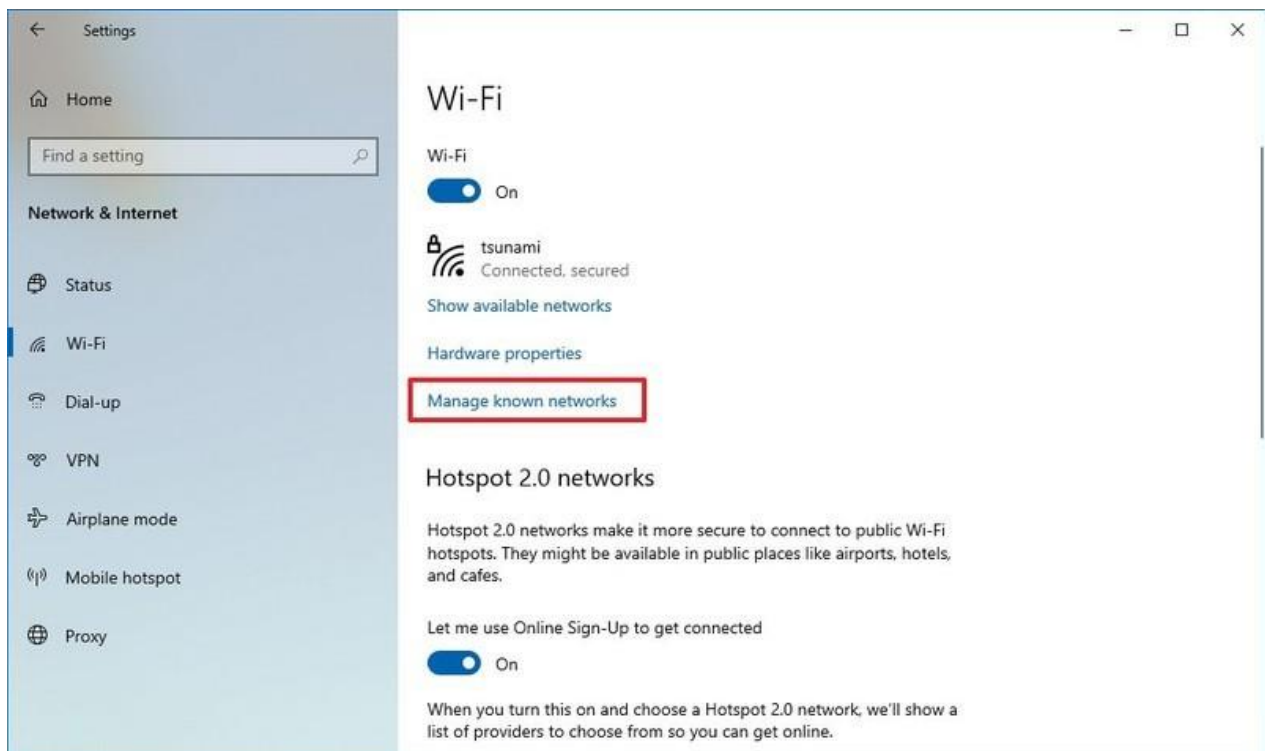 Settings
Home
Find a setting
Network & Internet
Status
Wi-Fi
Dial-up
VPN
Airplane mode
Mobile hotspot
Proxy
Wi-Fi
Wi-Fi
On
tsunami
Connected, secured
Show available networks
Hardware properties
Manage known networks
Hotspot 2.0 networks
Hotspot 2.0 networks make it more secure to connect to public Wi-Fi
hotspots. They might be available in public places like airports, hotels,
and cafes.
Let me use Online Sign-Up to get connected
On
When you turn this on and choose a Hotspot 2.0 network, we'll show a
list of providers to choose from so you can get online.